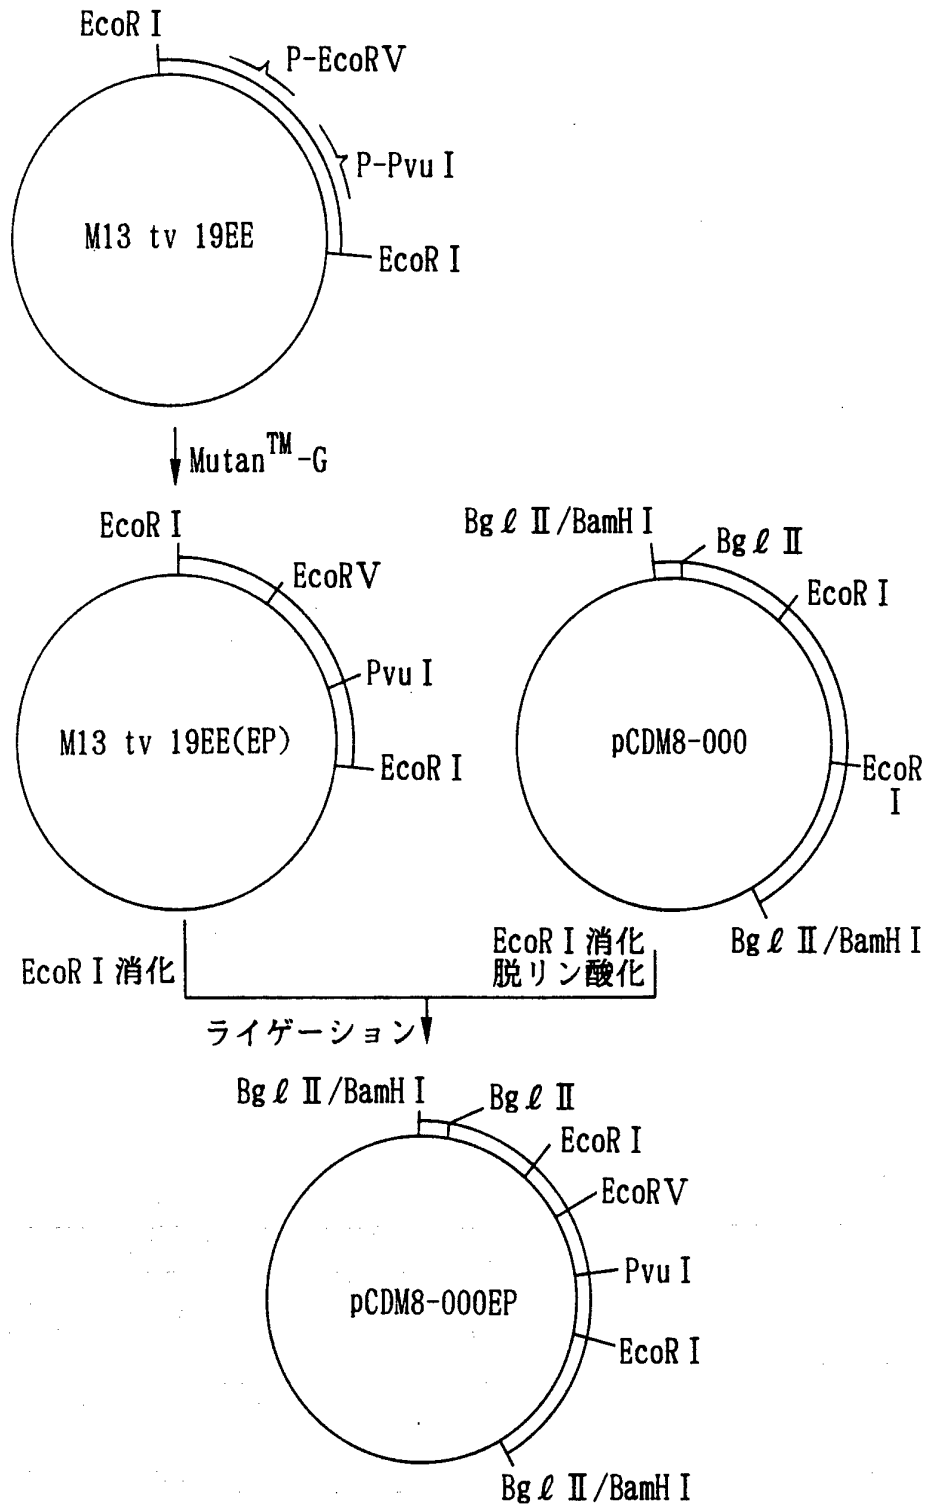 EcoR I
P-EcoRⅤ
P-Pvu I
M13 tv 19EE
EcoR I
Mutan™-G
EcoR I
EcoRⅤ
Pvu I
M13 tv 19EE(EP)
EcoR I
Bgℓ Ⅱ/BamH I
Bgℓ Ⅱ
EcoR I
pCDM8-000
EcoR
I
Bgℓ Ⅱ/BamH I
EcoR I 消化
EcoR I 消化
脱リン酸化
ライゲーション
Bgℓ Ⅱ/BamH I
Bgℓ Ⅱ
EcoR I
EcoRⅤ
Pvu I
pCDM8-000EP
EcoR I
Bgℓ Ⅱ/BamH I